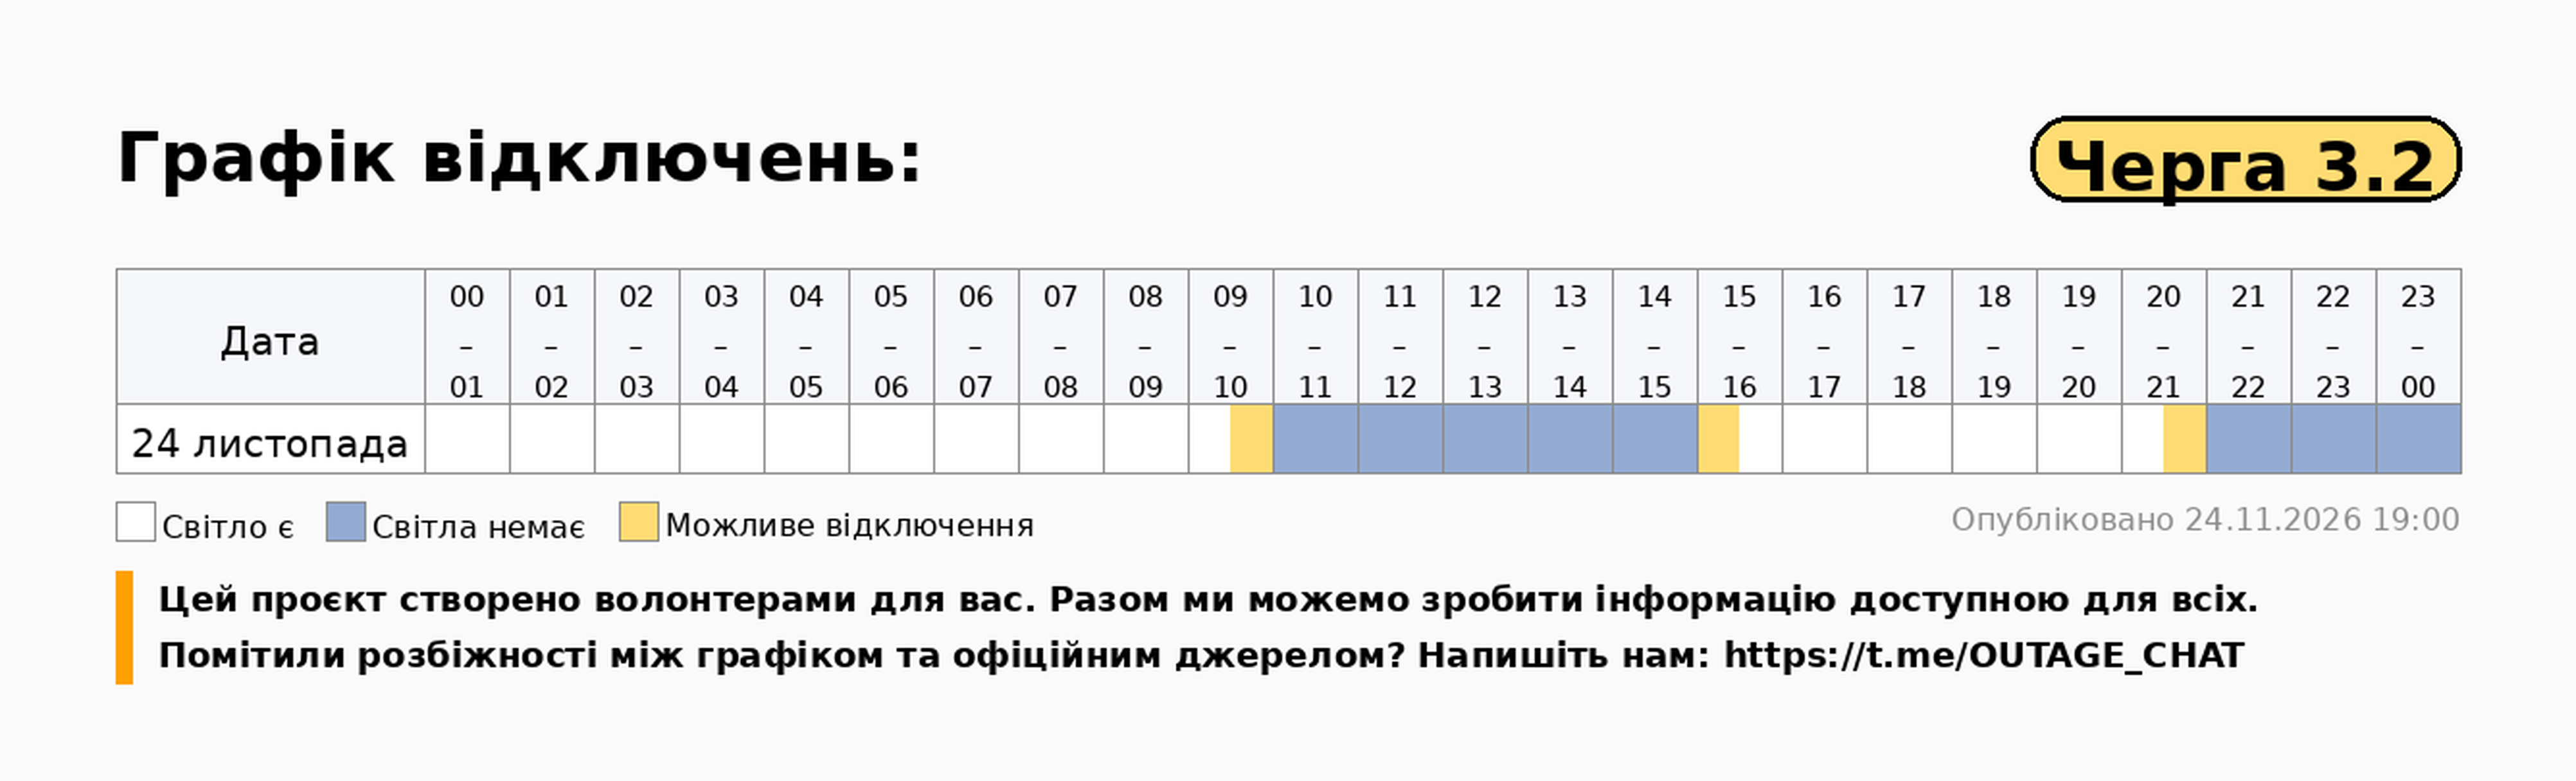 Графік відключень:
Черга 3.2
Дата
00 – 01
01 – 02
02 – 03
03 – 04
04 – 05
05 – 06
06 – 07
07 – 08
08 – 09
09 – 10
10 – 11
11 – 12
12 – 13
13 – 14
14 – 15
15 – 16
16 – 17
17 – 18
18 – 19
19 – 20
20 – 21
21 – 22
22 – 23
23 – 00
24 листопада
Світло є
Світла немає
Можливе відключення
Опубліковано 24.11.2026 19:00
Цей проєкт створено волонтерами для вас. Разом ми можемо зробити інформацію доступною для всіх.
Помітили розбіжності між графіком та офіційним джерелом? Напишіть нам: https://t.me/OUTAGE_CHAT